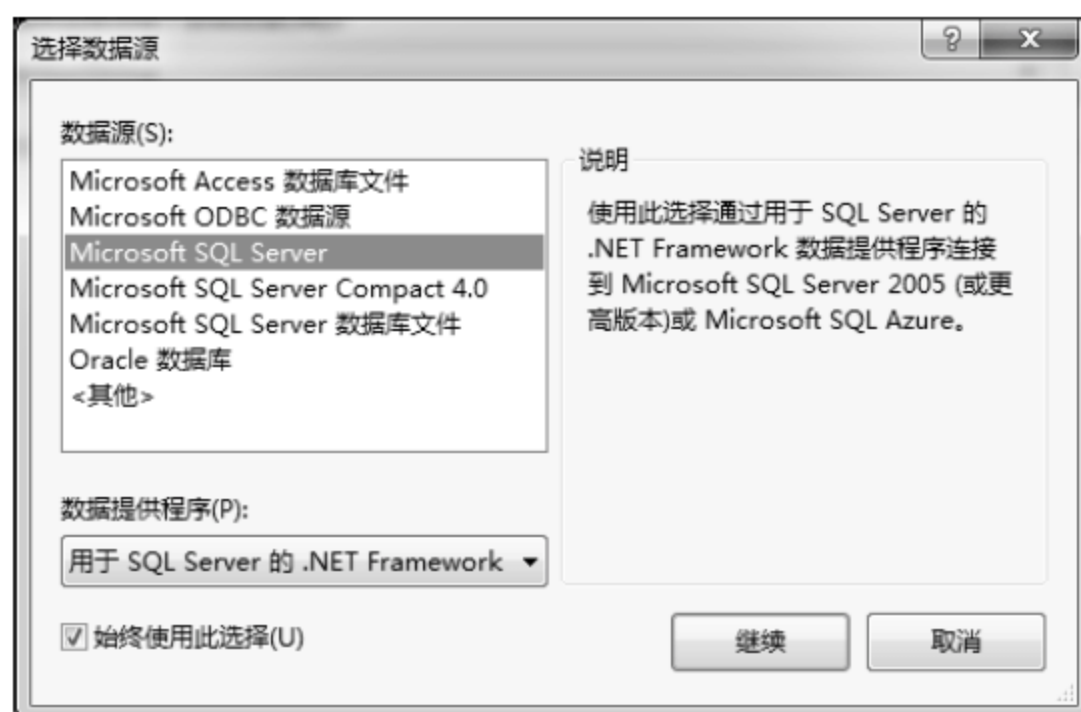 选择数据源
数据源(S):
Microsoft Access 数据库文件
Microsoft ODBC 数据源
Microsoft SQL Server
Microsoft SQL Server Compact 4.0
Microsoft SQL Server 数据库文件
Oracle 数据库
<其他>
说明
使用此选择通过用于 SQL Server 的
.NET Framework 数据提供程序连接
到 Microsoft SQL Server 2005 (或更
高版本)或 Microsoft SQL Azure。
数据提供程序(P):
用于 SQL Server 的 .NET Framework
始终使用此选择(U)
继续
取消